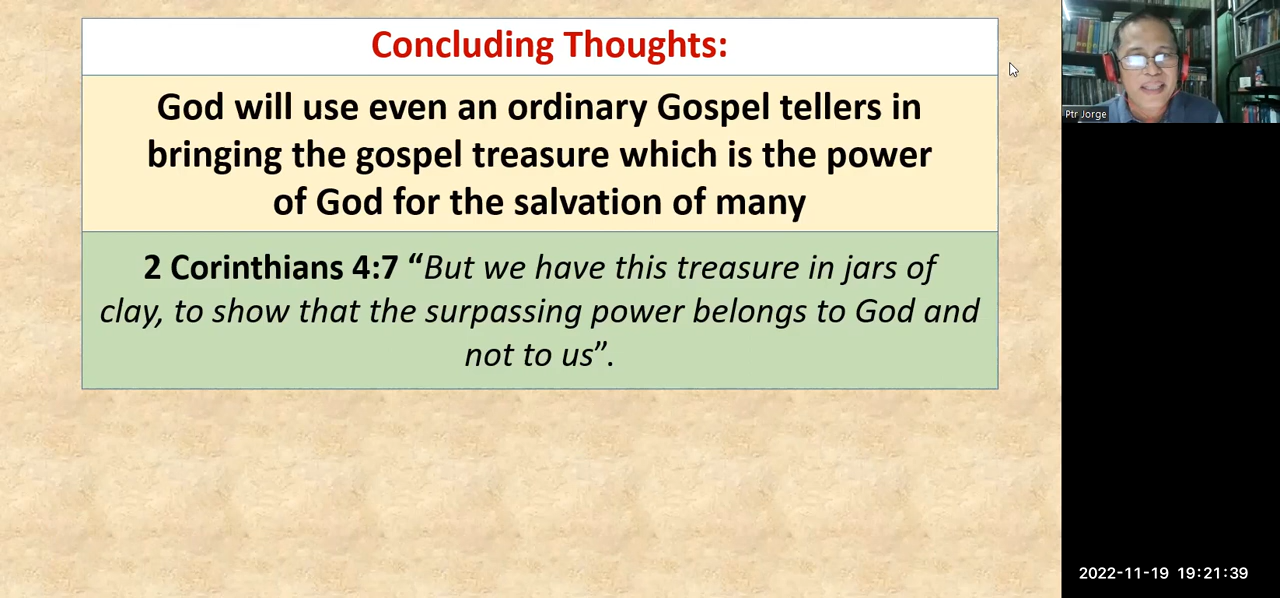 Concluding Thoughts:
God will use even an ordinary Gospel tellers in
bringing the gospel treasure which is the power
of God for the salvation of many
2 Corinthians 4:7 “But we have this treasure in jars of
clay, to show that the surpassing power belongs to God and
not to us”.
Ptr Jorge
2022-11-19 19:21:39